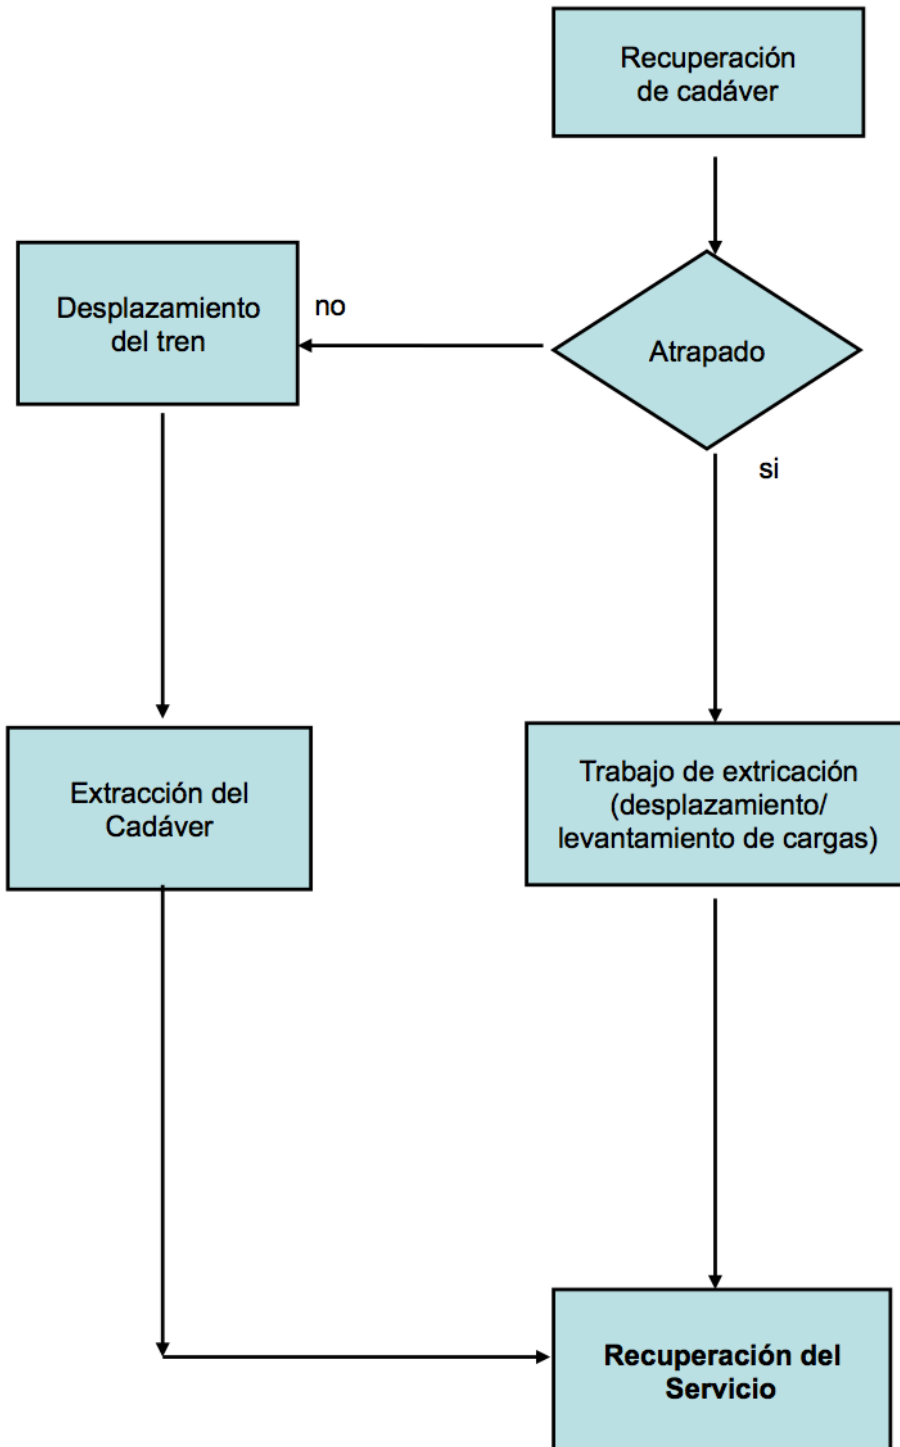 Recuperación
de cadáver
Desplazamiento
del tren
no
Atrapado
si
Extracción del
Cadáver
Trabajo de extricación
(desplazamiento/
levantamiento de cargas)
Recuperación del
Servicio